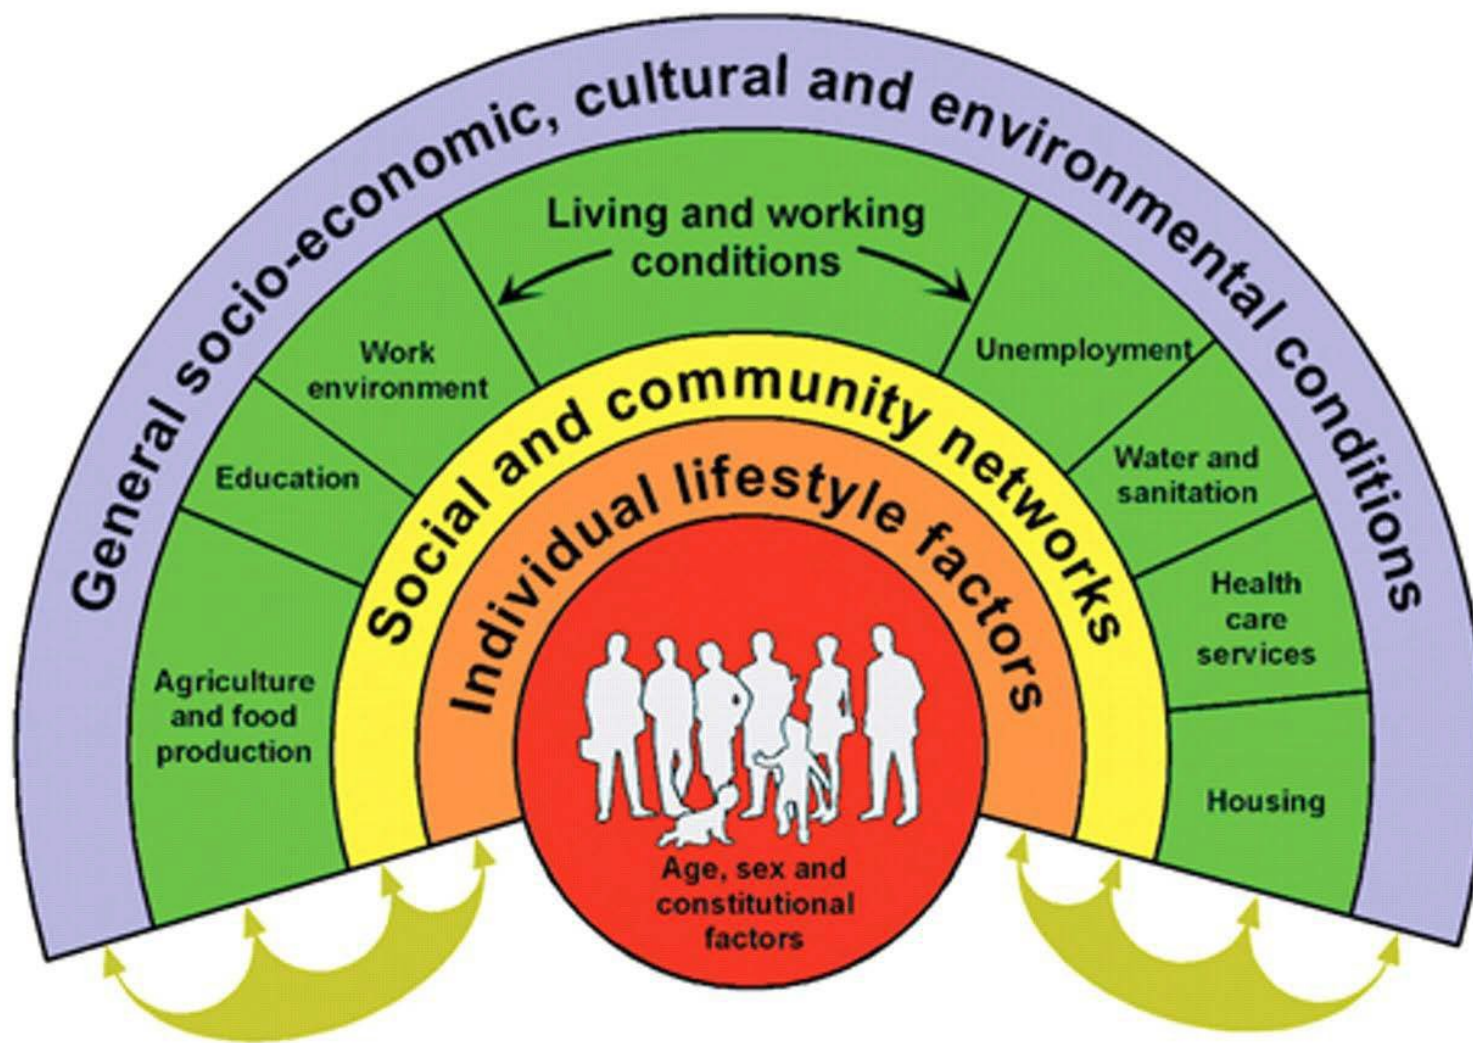 General socio-economic, cultural and environmental conditions
Living and working
conditions
Work
environment
Education
Agriculture
and food
production
Unemployment
Water and
sanitation
Health
care
services
Housing
Social and community networks
Individual lifestyle factors
Age, sex and
constitutional
factors